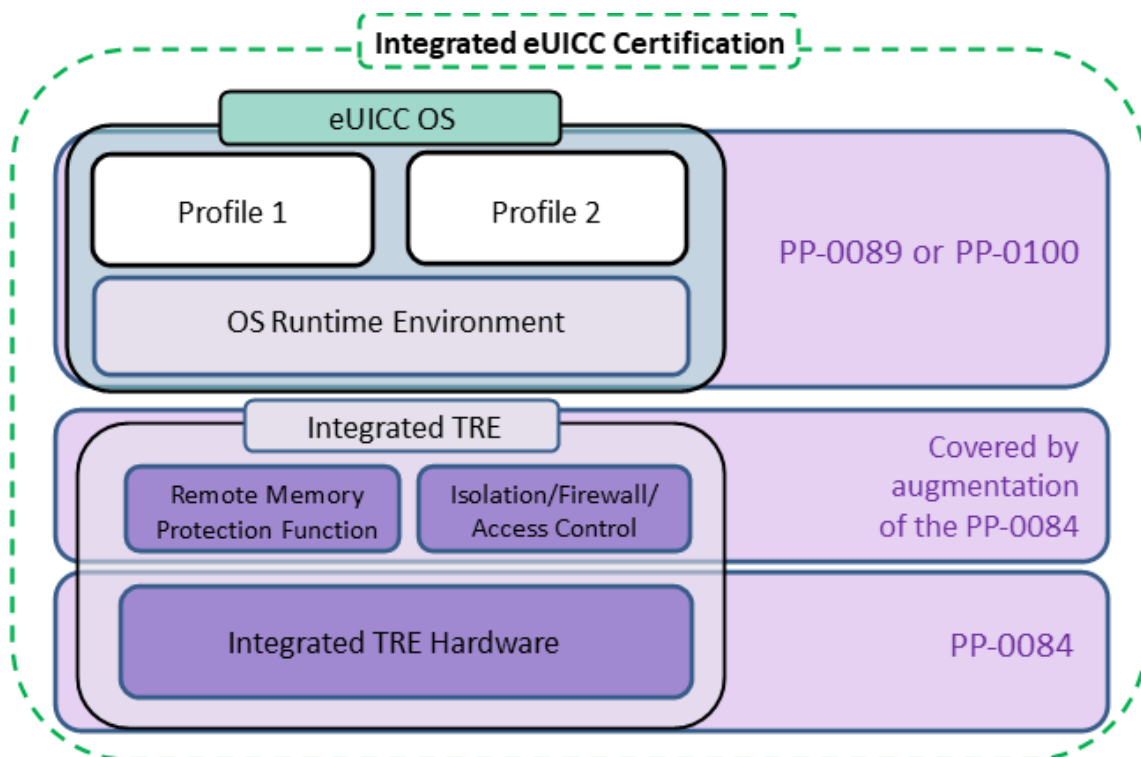 Integrated eUICC Certification
eUICC OS
Profile 1
Profile 2
PP-0089 or PP-0100
OS Runtime Environment
Integrated TRE
Remote Memory
Protection Function
Isolation/Firewall/
Access Control
Covered by
augmentation
of the PP-0084
Integrated TRE Hardware
PP-0084